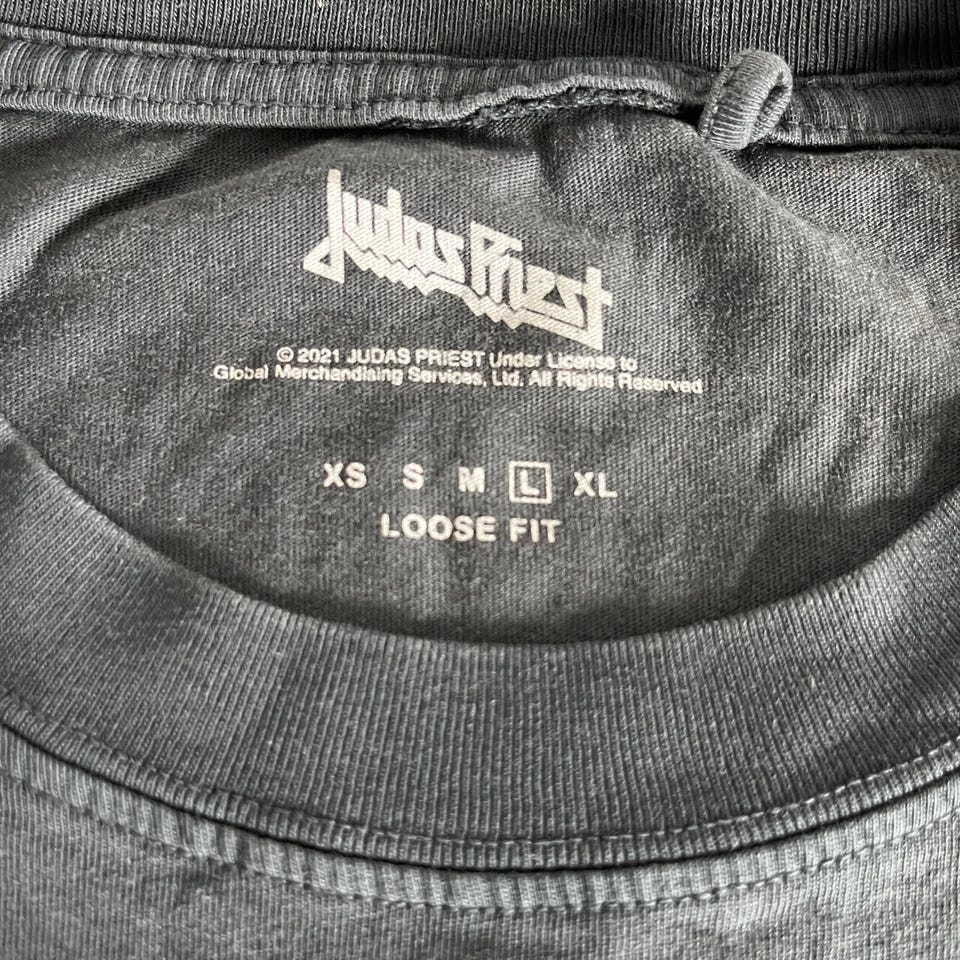 Judas Priest
© 2021 JUDAS PRIEST Under License to
Global Merchandising Services, Ltd. All Rights Reserved
XS S M L XL
LOOSE FIT